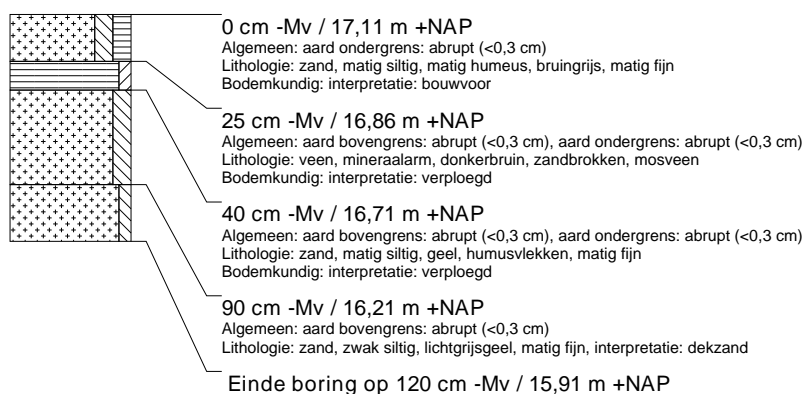 0 cm -Mv / 17,11 m +NAP
Algemeen: aard ondergrens: abrupt (<0,3 cm)
Lithologie: zand, matig siltig, matig humeus, bruingrijs, matig fijn
Bodemkundig: interpretatie: bouwvoor
25 cm -Mv / 16,86 m +NAP
Algemeen: aard bovengrens: abrupt (<0,3 cm), aard ondergrens: abrupt (<0,3 cm)
Lithologie: veen, mineraalarm, donkerbruin, zandbrokken, mosveen
Bodemkundig: interpretatie: verploegd
40 cm -Mv / 16,71 m +NAP
Algemeen: aard bovengrens: abrupt (<0,3 cm), aard ondergrens: abrupt (<0,3 cm)
Lithologie: zand, matig siltig, geel, humusvlekken, matig fijn
Bodemkundig: interpretatie: verploegd
90 cm -Mv / 16,21 m +NAP
Algemeen: aard bovengrens: abrupt (<0,3 cm)
Lithologie: zand, zwak siltig, lichtgrijsgeel, matig fijn, interpretatie: dekzand
Einde boring op 120 cm -Mv / 15,91 m +NAP